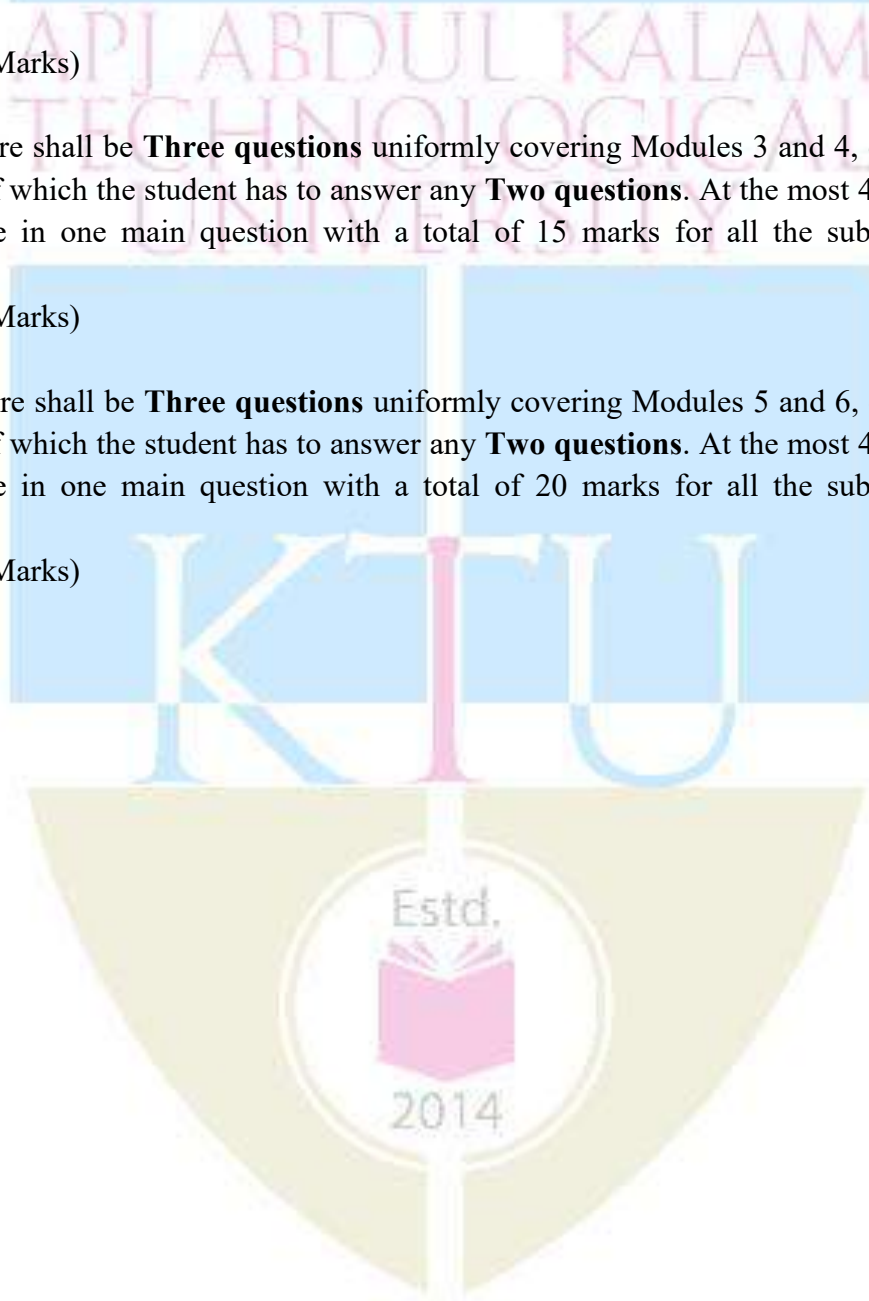 APJ ABDUL KALAM
Marks)
TECHNOLOGICAL
re shall be Three questions uniformly covering Modules 3 and 4,
f which the student has to answer any Two questions. At the most 4
UNIVERSITY
e in one main question with a total of 15 marks for all the sub
Marks)
re shall be Three questions uniformly covering Modules 5 and 6,
f which the student has to answer any Two questions. At the most 4
e in one main question with a total of 20 marks for all the sub
KTU
Marks)
Estd.
2014